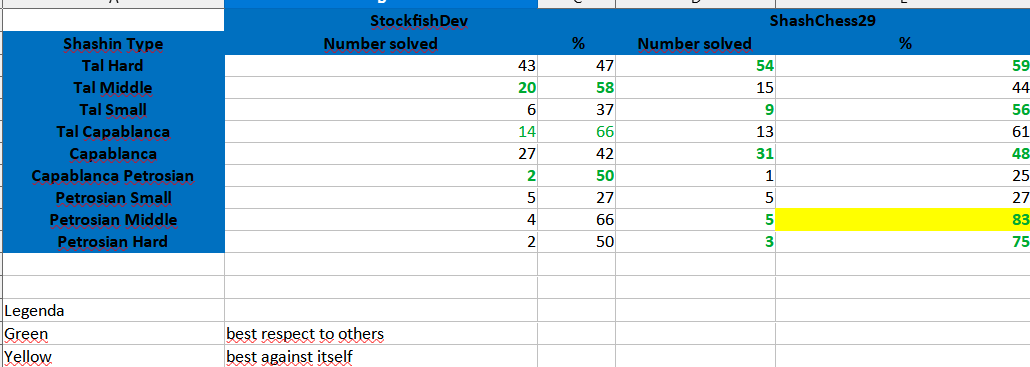 StockfishDev ShashChess29
Shashin Type Number solved % Number solved %
Tal Hard 43 47 54 59
Tal Middle 20 58 15 44
Tal Small 6 37 9 56
Tal Capablanca 14 66 13 61
Capablanca 27 42 31 48
Capablanca Petrosian 2 50 1 25
Petrosian Small 5 27 5 27
Petrosian Middle 4 66 5 83
Petrosian Hard 2 50 3 75
Legenda
Green best respect to others
Yellow best against itself